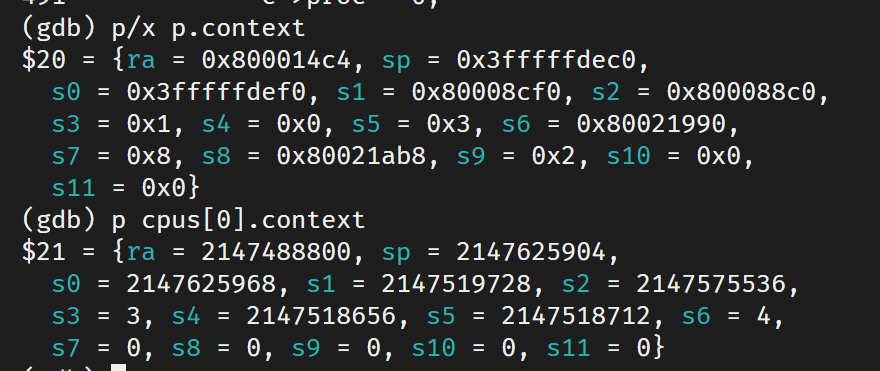 (gdb) p/x p.context
$20 = {ra = 0x800014c4, sp = 0x3fffffdec0,
  s0 = 0x3fffffdef0, s1 = 0x80008cf0, s2 = 0x800088c0,
  s3 = 0x1, s4 = 0x0, s5 = 0x3, s6 = 0x80021990,
  s7 = 0x8, s8 = 0x80021ab8, s9 = 0x2, s10 = 0x0,
  s11 = 0x0}
(gdb) p cpus[0].context
$21 = {ra = 2147488800, sp = 2147625904,
  s0 = 2147625968, s1 = 2147519728, s2 = 2147575536,
  s3 = 3, s4 = 2147518656, s5 = 2147518712, s6 = 4,
  s7 = 0, s8 = 0, s9 = 0, s10 = 0, s11 = 0}